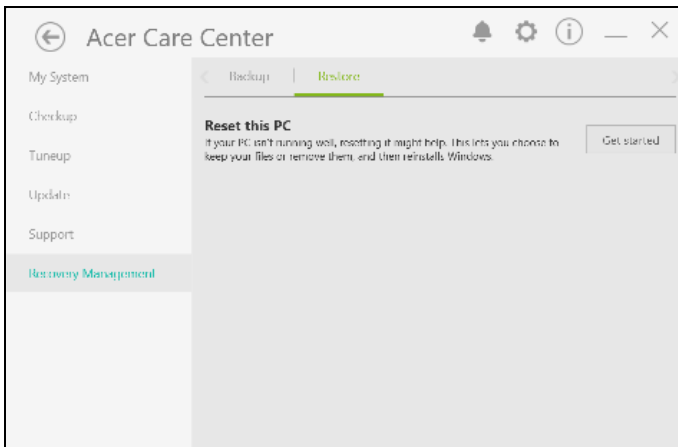 Acer Care Center
My System
Checkup
Tuneup
Update
Support
Recovery Management
Backup
Restore
Reset this PC
If your PC isn't running well, resetting it might help. This lets you choose to
keep your files or remove them, and then reinstalls Windows.
Get started